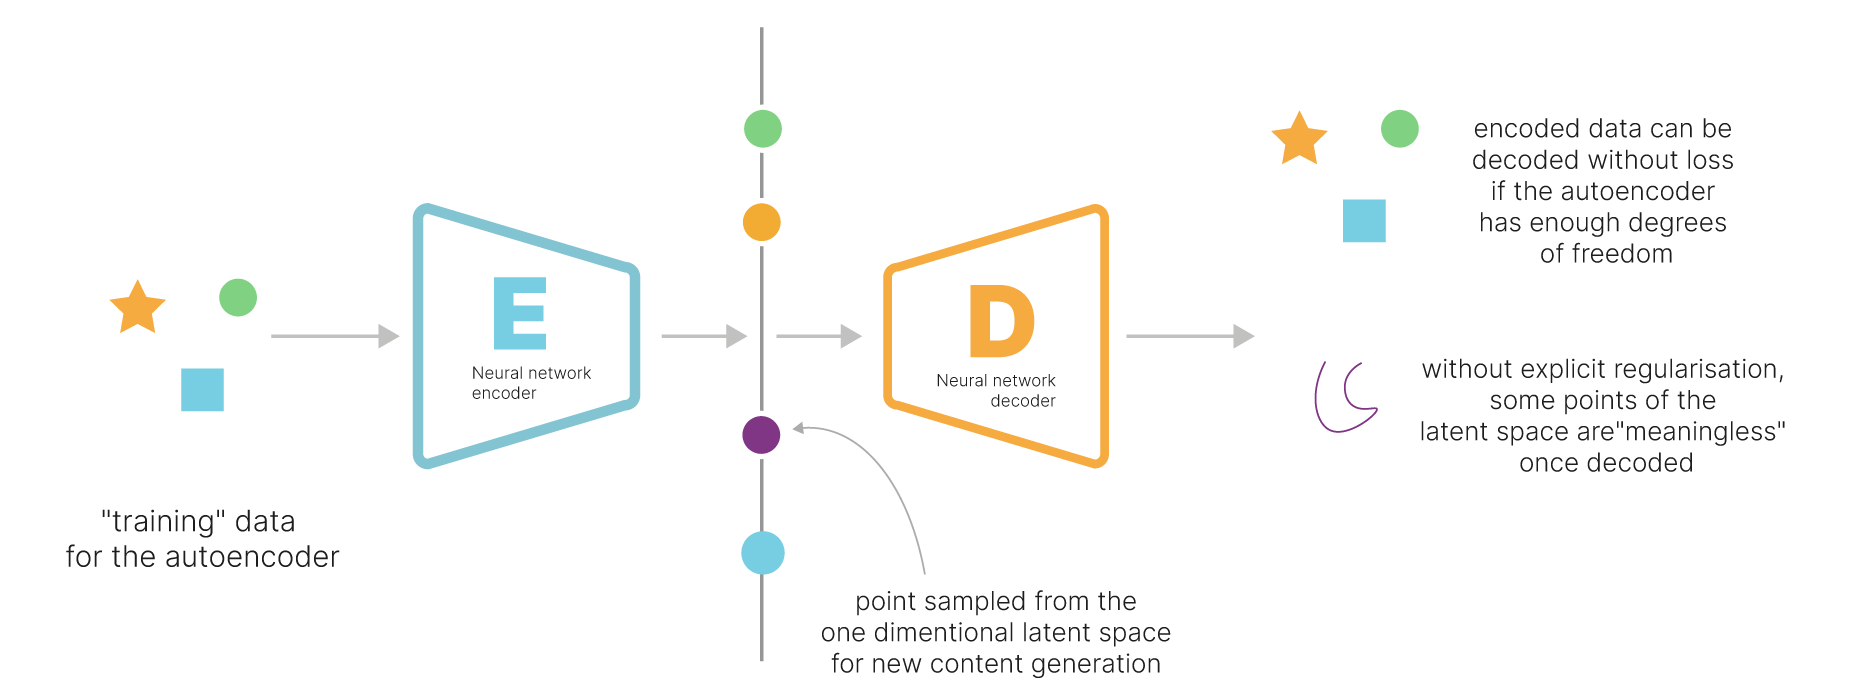 "training" data
for the autoencoder
E
Neural network
encoder
point sampled from the
one dimentional latent space
for new content generation
D
Neural network
decoder
encoded data can be
decoded without loss
if the autoencoder
has enough degrees
of freedom
without explicit regularisation,
some points of the
latent space are"meaningless"
once decoded